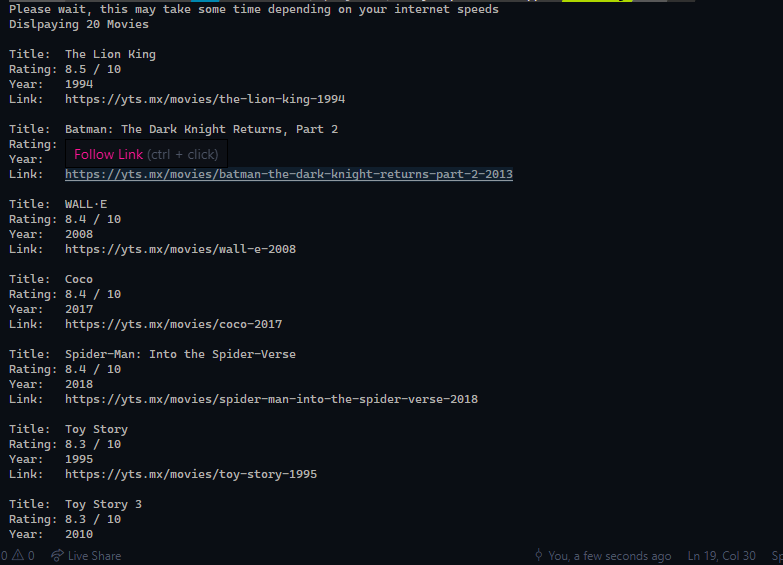 Please wait, this may take some time depending on your internet speeds
Dislpaying 20 Movies
Title: The Lion King
Rating: 8.5 / 10
Year: 1994
Link: https://yts.mx/movies/the-lion-king-1994
Title: Batman: The Dark Knight Returns, Part 2
Rating:
Follow Link (ctrl + click)
Year:
Link: https://yts.mx/movies/batman-the-dark-knight-returns-part-2-2013
Title: WALL·E
Rating: 8.4 / 10
Year: 2008
Link: https://yts.mx/movies/wall-e-2008
Title: Coco
Rating: 8.4 / 10
Year: 2017
Link: https://yts.mx/movies/coco-2017
Title: Spider-Man: Into the Spider-Verse
Rating: 8.4 / 10
Year: 2018
Link: https://yts.mx/movies/spider-man-into-the-spider-verse-2018
Title: Toy Story
Rating: 8.3 / 10
Year: 1995
Link: https://yts.mx/movies/toy-story-1995
Title: Toy Story 3
Rating: 8.3 / 10
Year: 2010
0 0 Live Share You, a few seconds ago Ln 19, Col 30 Sp